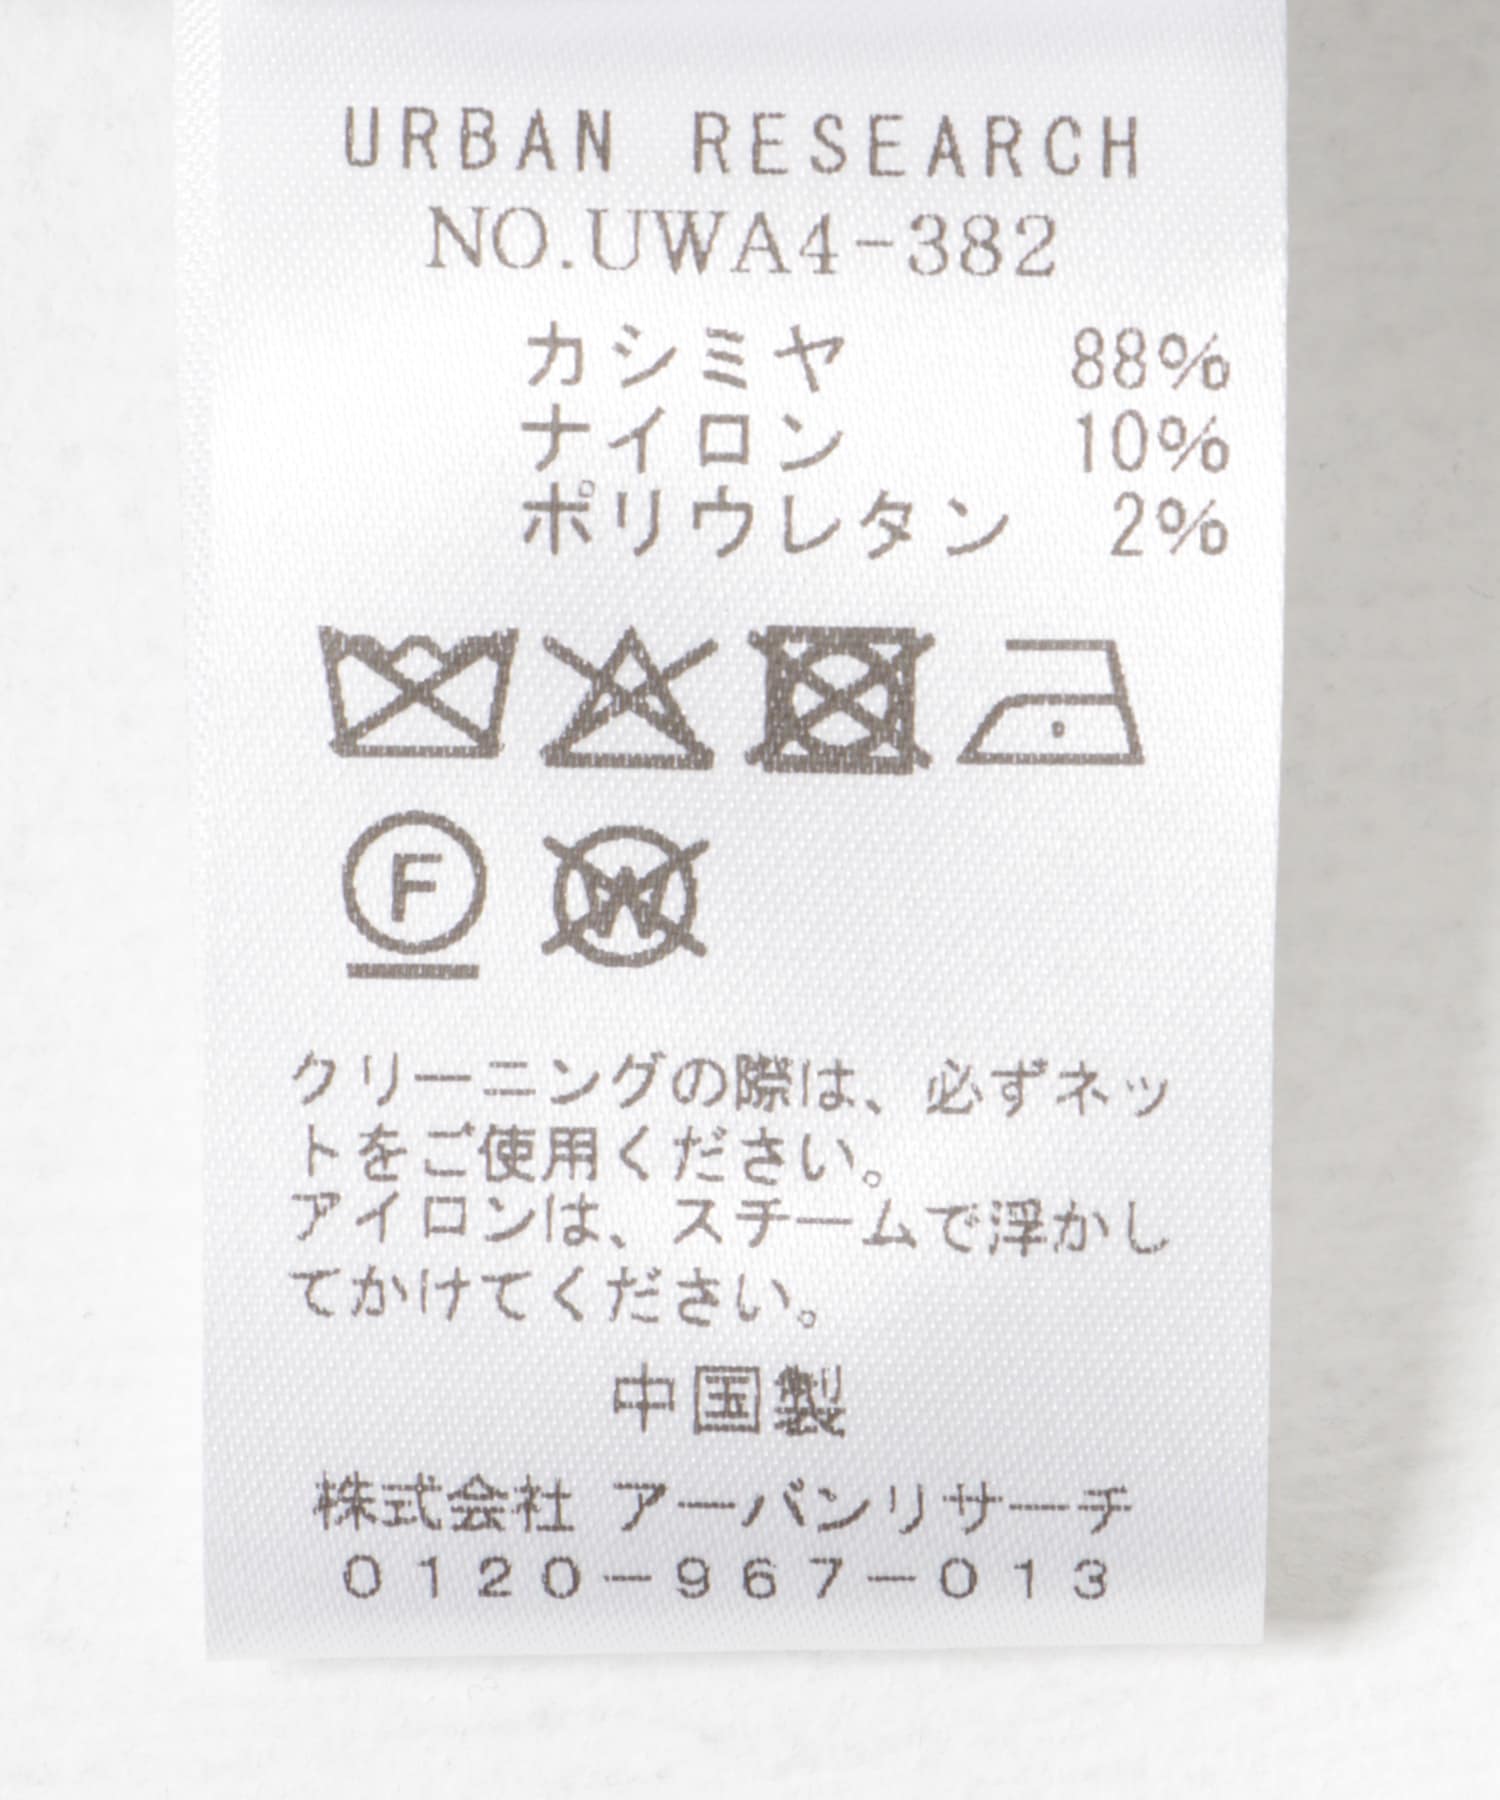 URBAN RESEARCH
NO.UWA4-382
カシミヤ 88%
ナイロン 10%
ポリウレタン 2%
F
W
クリーニングの際は、必ずネッ
トをご使用ください。
アイロンは、スチームで浮かし
てかけてください。
中国製
株式会社 アーバンリサーチ
0120-967-013